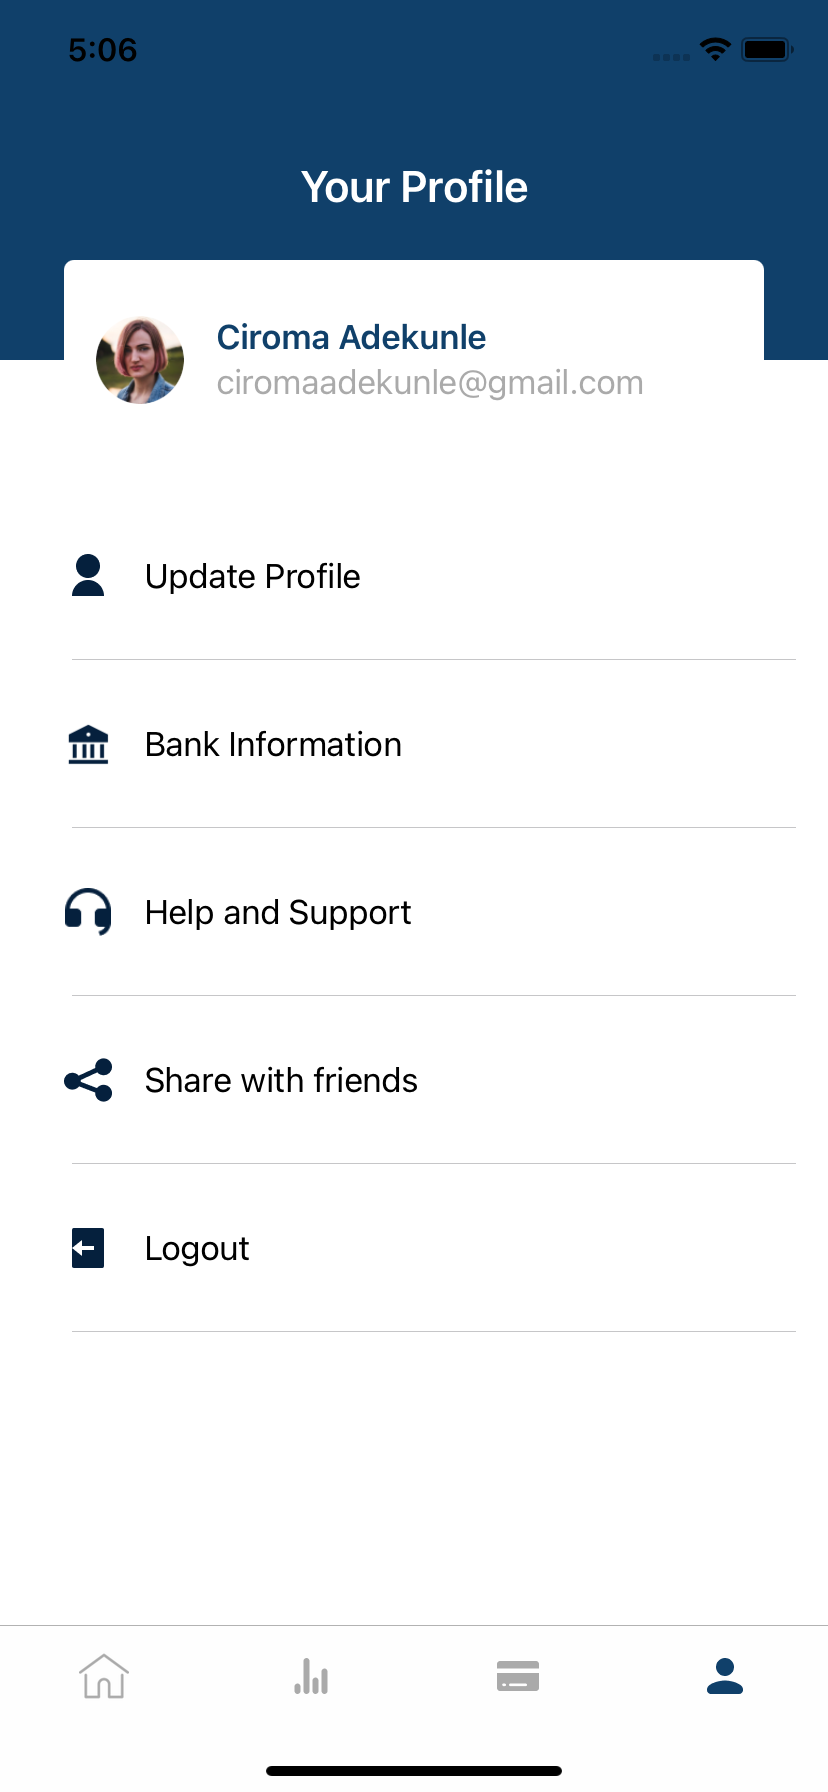 5:06
Your Profile
Ciroma Adekunle
ciromaadekunle@gmail.com
Update Profile
Bank Information
Help and Support
Share with friends
Logout